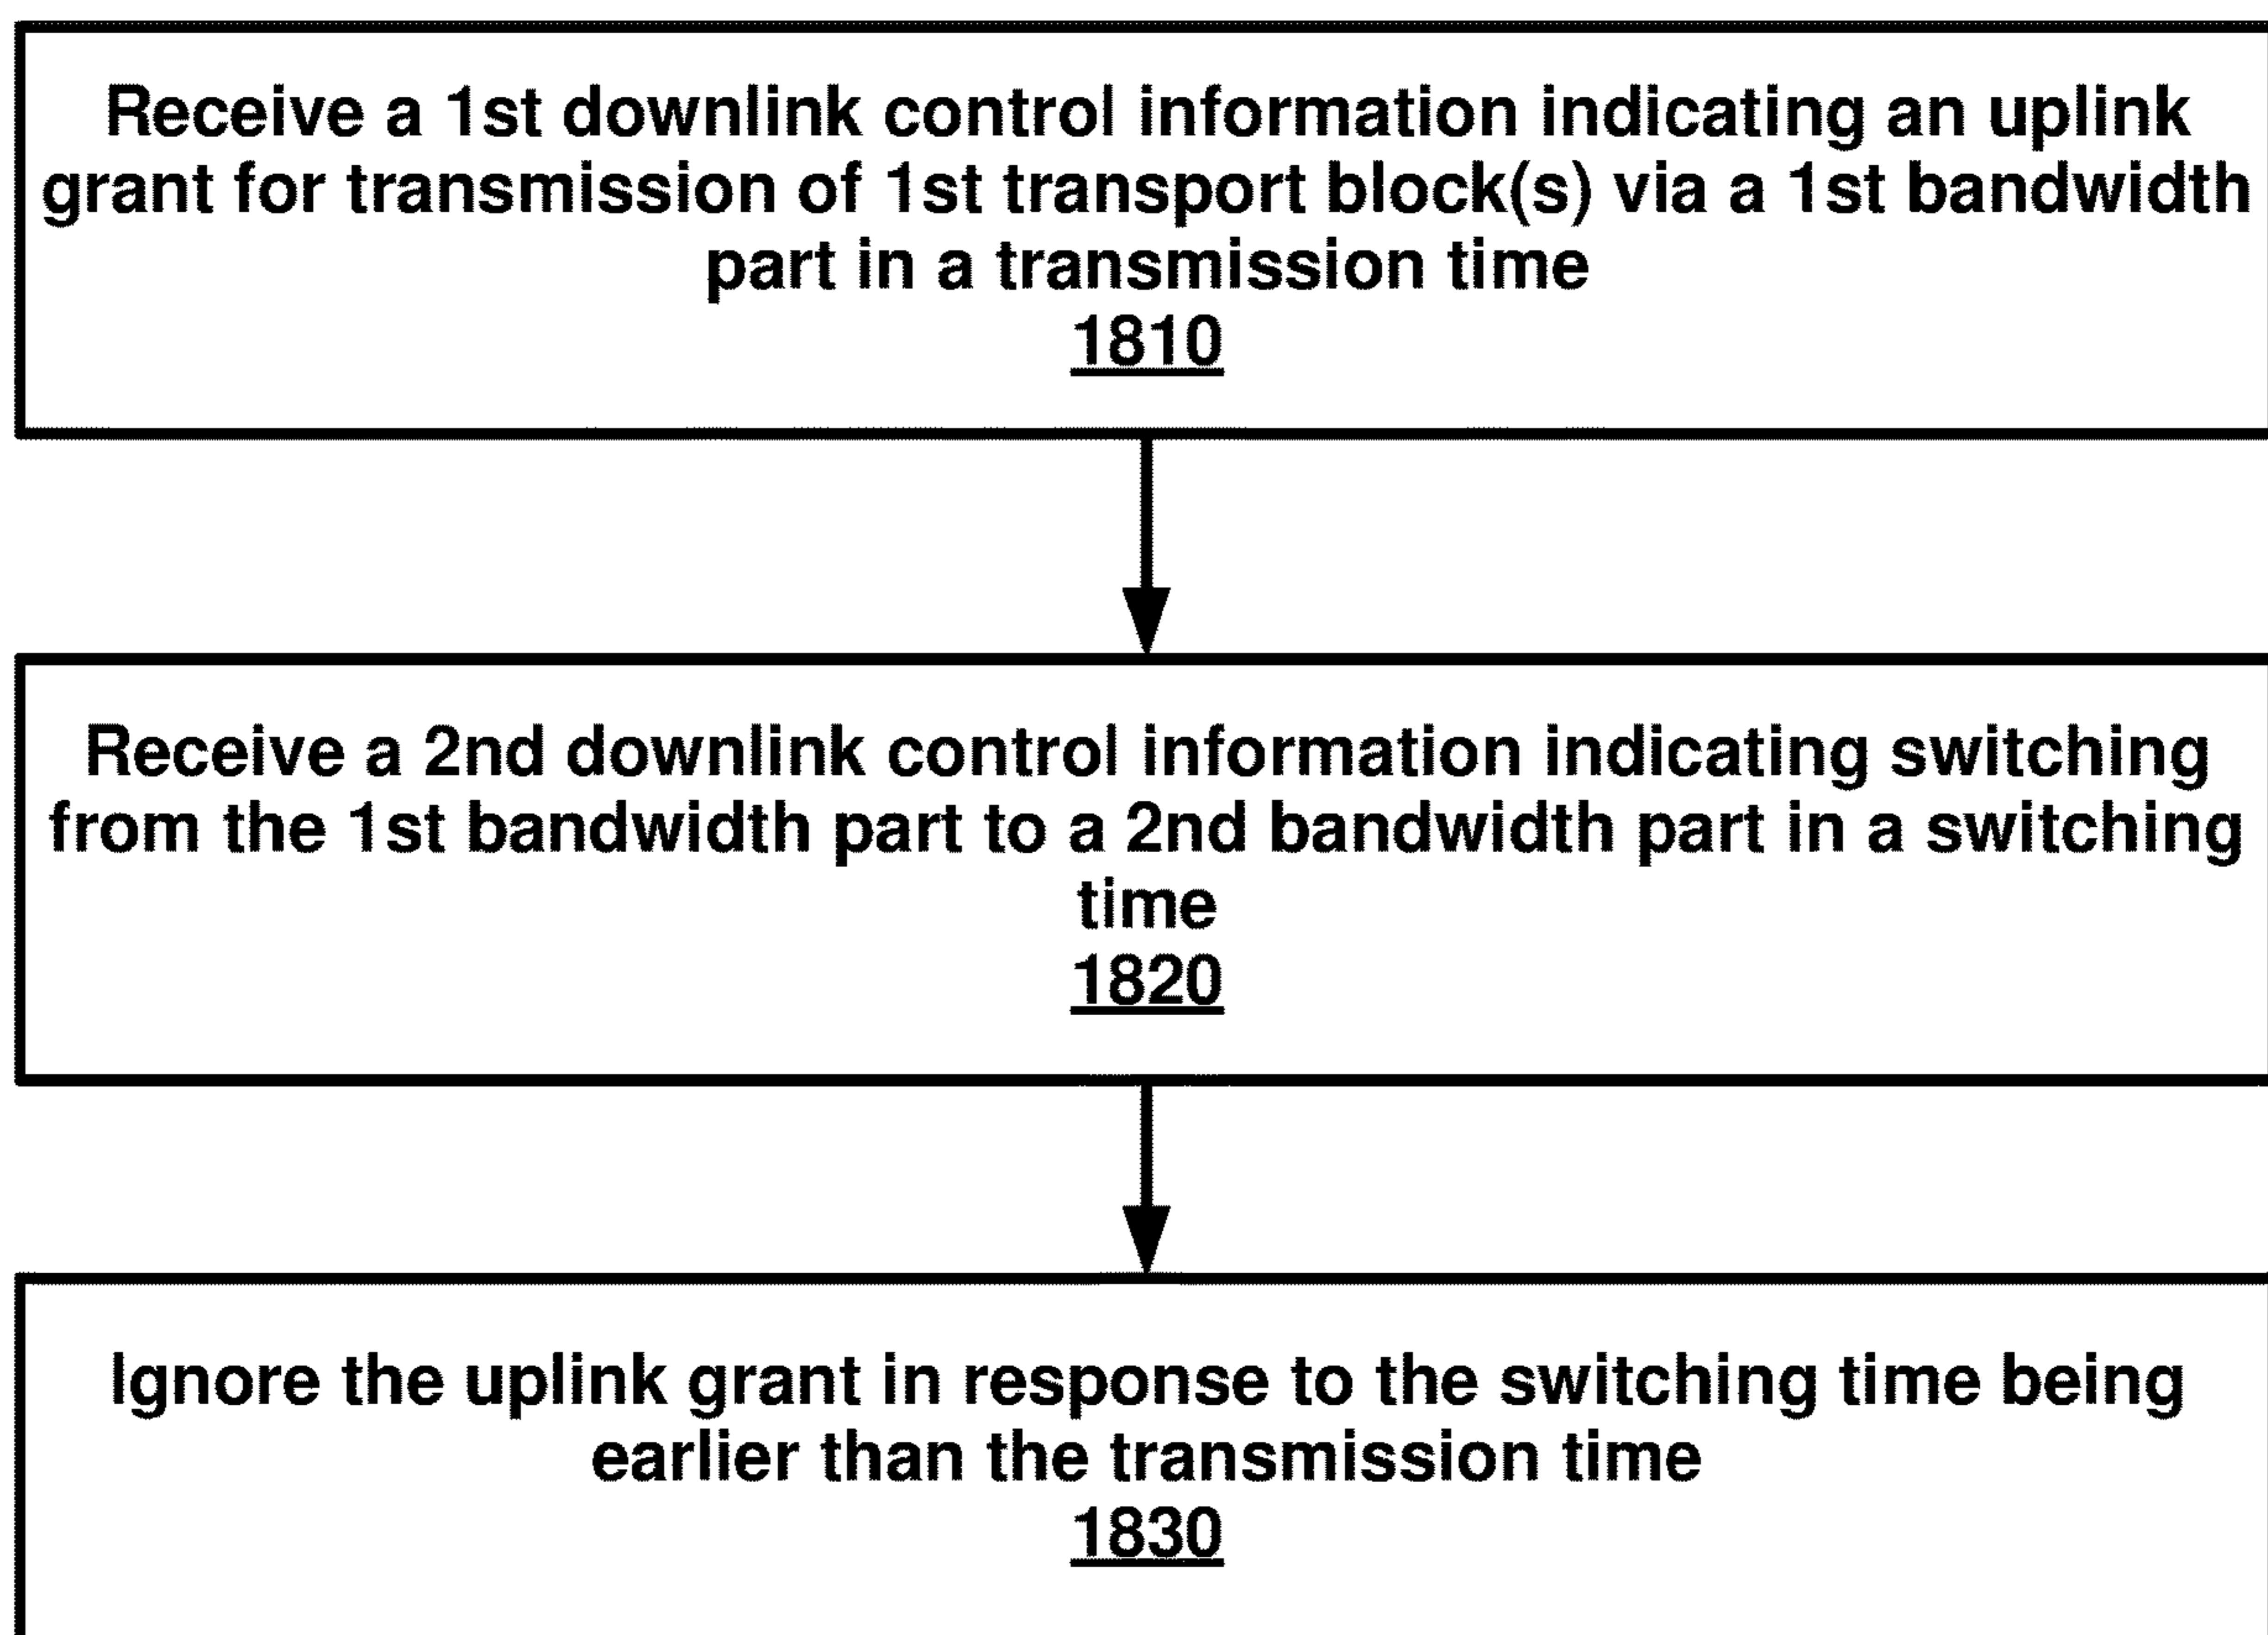 Receive a 1st downlink control information indicating an uplink
grant for transmission of 1st transport block(s) via a 1st bandwidth
part in a transmission time
1810
Receive a 2nd downlink control information indicating switching
from the 1st bandwidth part to a 2nd bandwidth part in a switching
time
1820
Ignore the uplink grant in response to the switching time being
earlier than the transmission time
1830